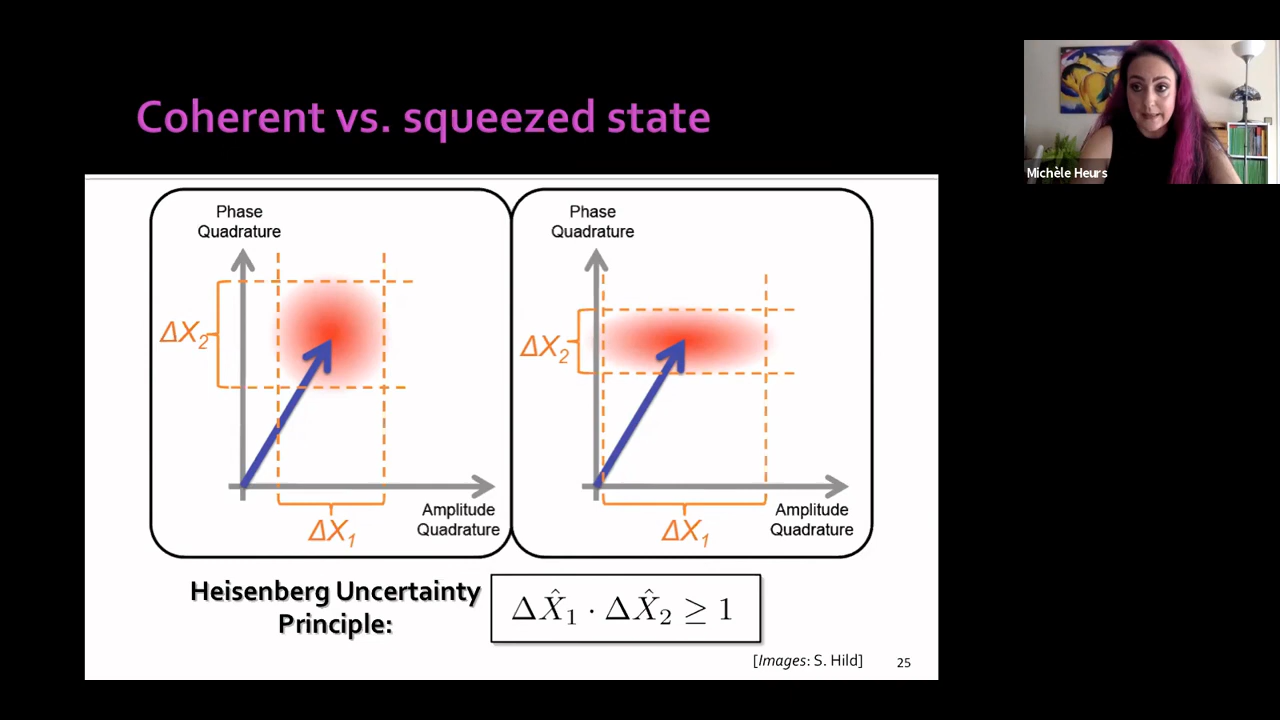 Coherent vs. squeezed state
Michèle Heurs
Phase
Quadrature
ΔX₂
Amplitude
Quadrature
ΔX₁
Phase
Quadrature
ΔX₂
Amplitude
Quadrature
ΔX₁
Heisenberg Uncertainty
Principle:
ΔX̂₁ · ΔX̂₂ ≥ 1
[Images: S. Hild]
25